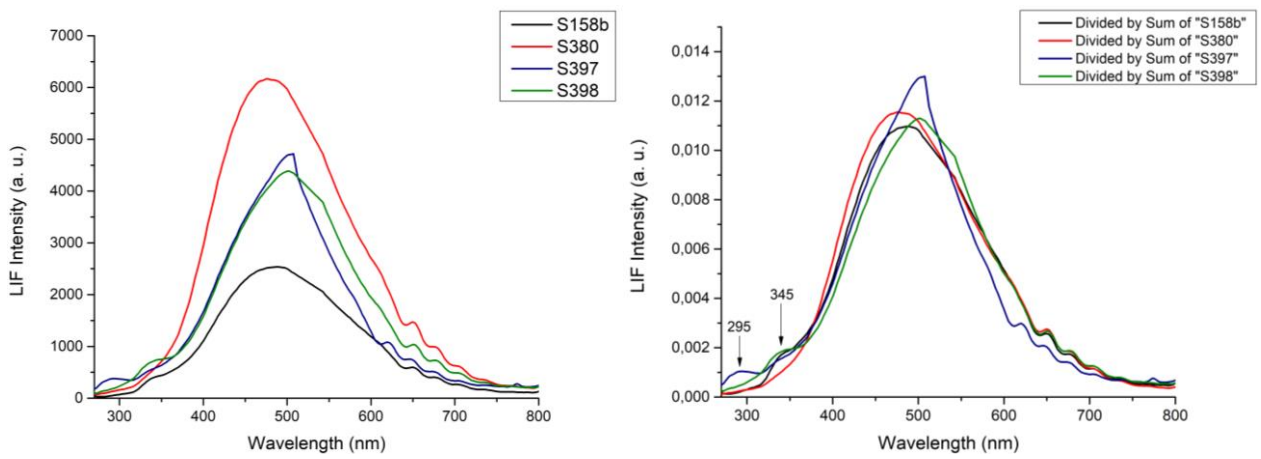 S158b
S380
S397
S398
7000
6000
5000
4000
3000
2000
1000
0
300 400 500 600 700 800
LIF Intensity (a. u.)
Wavelength (nm)
Divided by Sum of "S158b"
Divided by Sum of "S380"
Divided by Sum of "S397"
Divided by Sum of "S398"
0,014
0,012
0,010
0,008
0,006
0,004
0,002
0,000
295
345
300 400 500 600 700 800
LIF Intensity (a. u.)
Wavelength (nm)